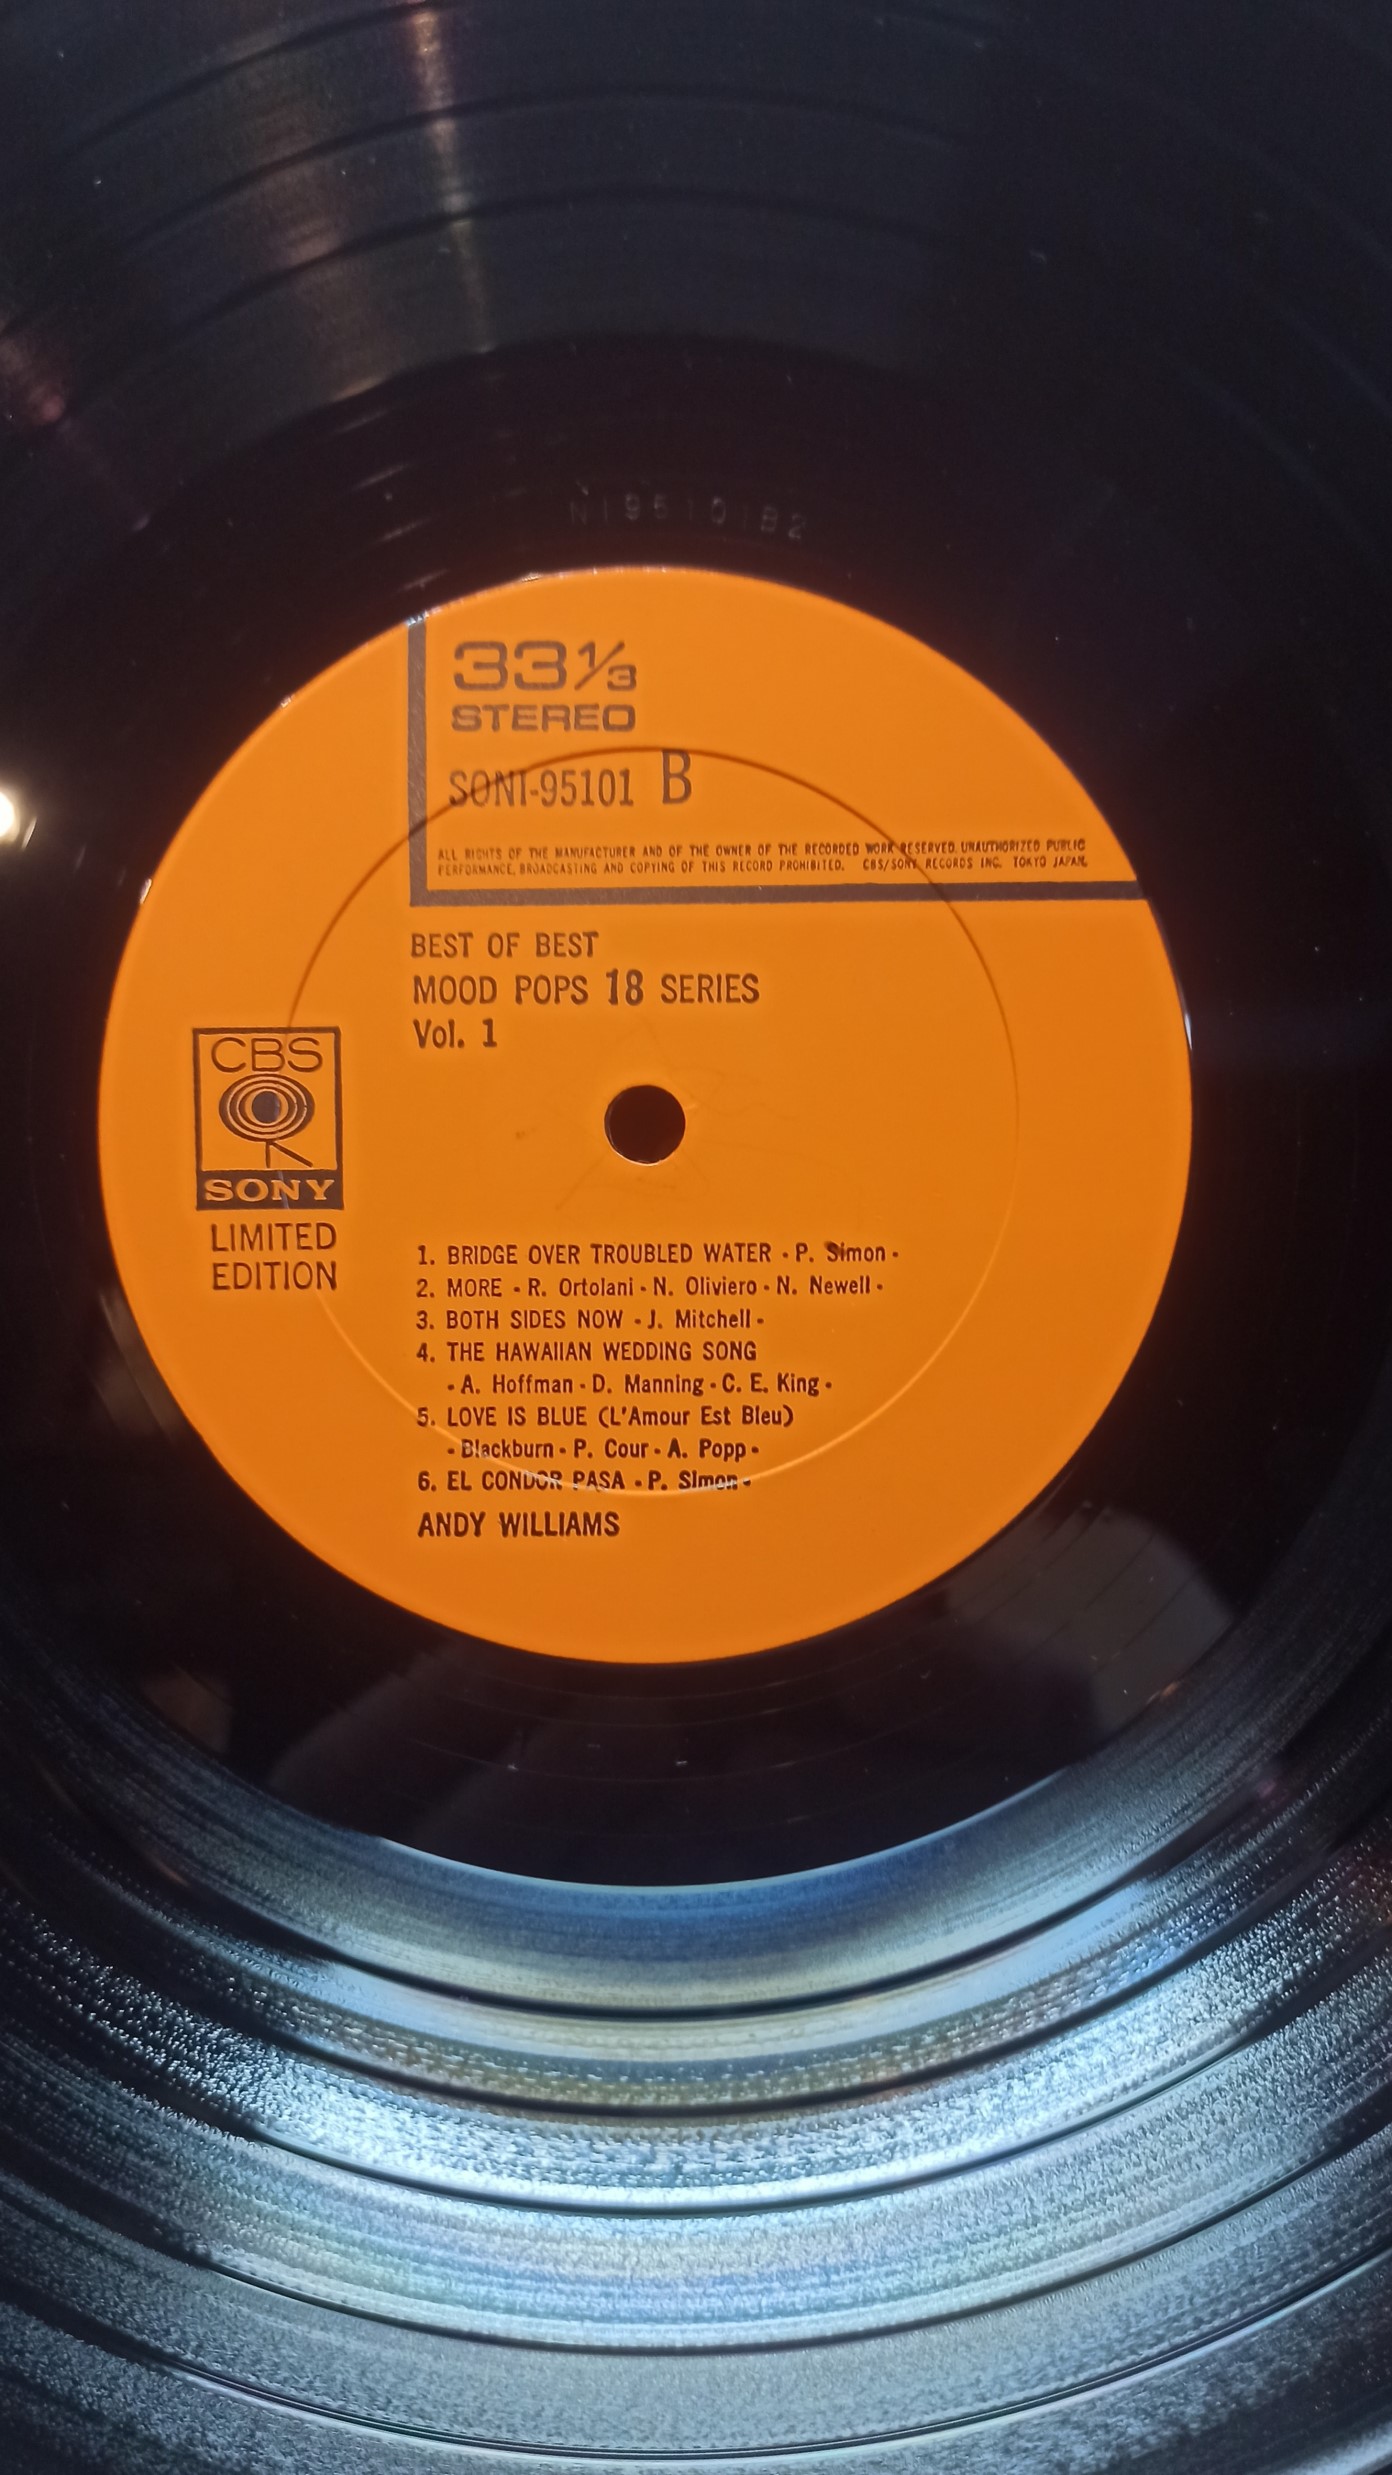 N195101B2
33 1/3
STEREO
SONI-95101 B
ALL RIGHTS OF THE MANUFACTURER AND OF THE OWNER OF THE RECORDED WORK RESERVED. UNAUTHORIZED PUBLIC
PERFORMANCE, BROADCASTING AND COPYING OF THIS RECORD PROHIBITED. CBS/SONY RECORDS INC. TOKYO JAPAN.
BEST OF BEST
MOOD POPS 18 SERIES
Vol. 1
CBS
SONY
LIMITED
EDITION
1. BRIDGE OVER TROUBLED WATER - P. Simon -
2. MORE - R. Ortolani - N. Oliviero - N. Newell -
3. BOTH SIDES NOW - J. Mitchell -
4. THE HAWAIIAN WEDDING SONG
- A. Hoffman - D. Manning - C. E. King -
5. LOVE IS BLUE (L'Amour Est Bleu)
- Blackburn - P. Cour - A. Popp -
6. EL CONDOR PASA - P. Simon -
ANDY WILLIAMS